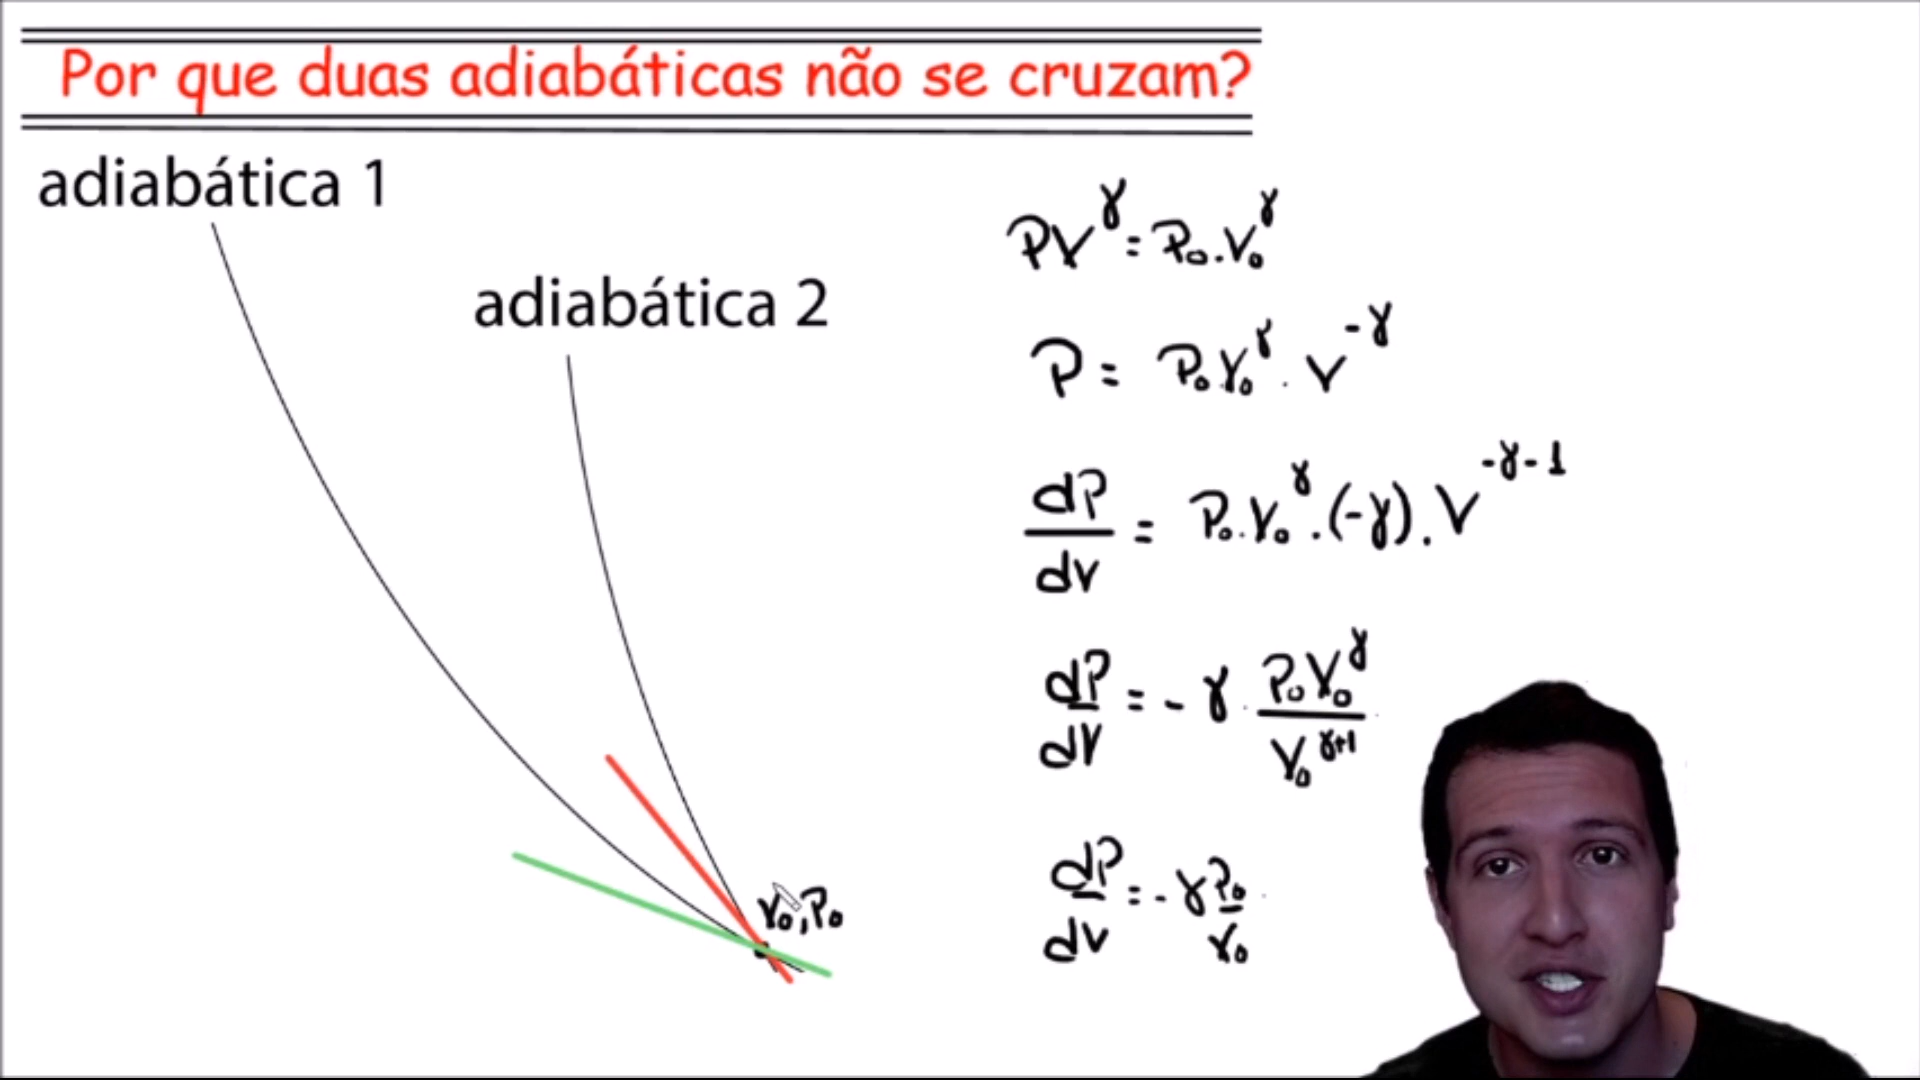 Por que duas adiabáticas não se cruzam?
adiabática 1
adiabática 2
PV^γ = P₀.V₀^γ
P = P₀V₀^γ . V^-γ
dP/dV = P₀.V₀^γ.(-γ).V^-γ-1
dP/dV = -γ. P₀V₀^γ/V₀^γ+1
V₀,P₀
dP/dV = -γ P₀/V₀